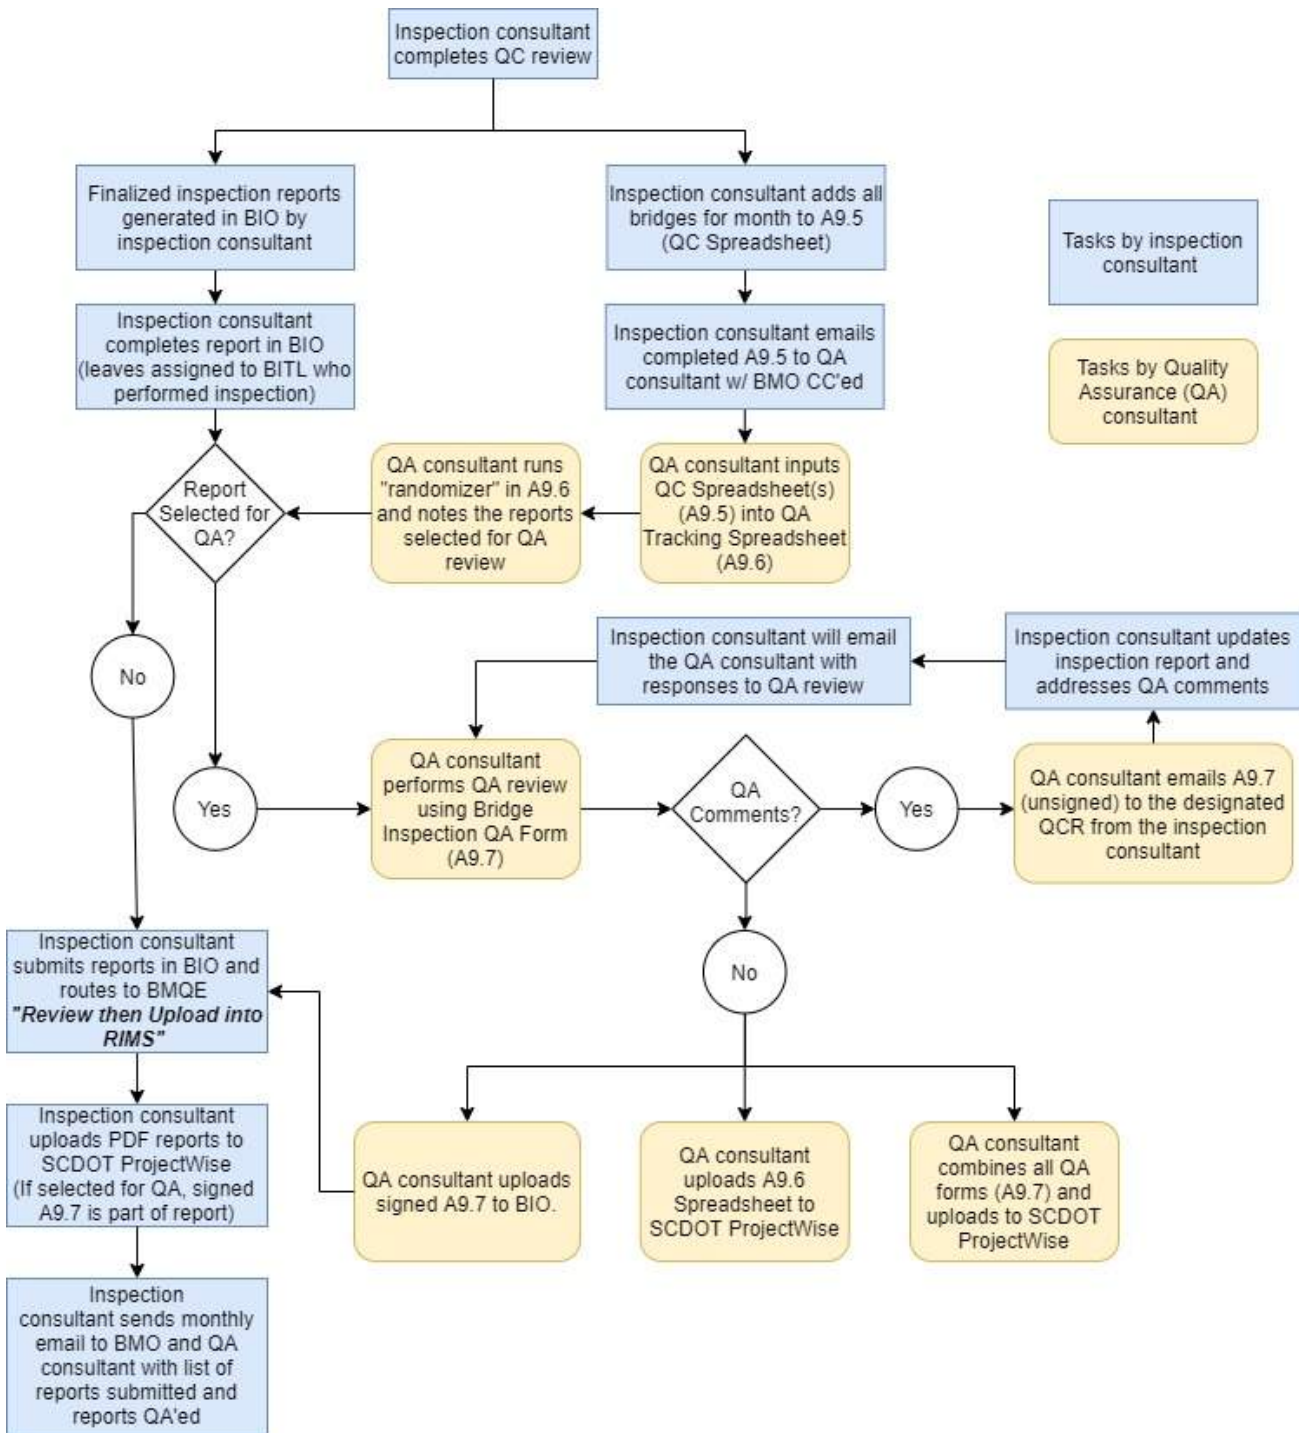 Inspection consultant
completes QC review
Finalized inspection reports
generated in BIO by
inspection consultant
Inspection consultant adds all
bridges for month to A9.5
(QC Spreadsheet)
Tasks by inspection
consultant
Inspection consultant
completes report in BIO
(leaves assigned to BITL who
performed inspection)
Inspection consultant emails
completed A9.5 to QA
consultant w/ BMO CC'ed
Tasks by Quality
Assurance (QA)
consultant
Report
Selected for
QA?
QA consultant runs
"randomizer" in A9.6
and notes the reports
selected for QA
review
QA consultant inputs
QC Spreadsheet(s)
(A9.5) into QA
Tracking Spreadsheet
(A9.6)
No
Inspection consultant will email
the QA consultant with
responses to QA review
Inspection consultant updates
inspection report and
addresses QA comments
Yes
QA consultant
performs QA review
using Bridge
Inspection QA Form
(A9.7)
QA
Comments?
Yes
QA consultant emails A9.7
(unsigned) to the designated
QCR from the inspection
consultant
No
Inspection consultant
submits reports in BIO and
routes to BMQE
"Review then Upload into
RIMS"
Inspection consultant
uploads PDF reports to
SCDOT ProjectWise
(If selected for QA, signed
A9.7 is part of report)
QA consultant uploads
signed A9.7 to BIO.
QA consultant
uploads A9.6
Spreadsheet to
SCDOT ProjectWise
QA consultant
combines all QA
forms (A9.7) and
uploads to SCDOT
ProjectWise
Inspection
consultant sends monthly
email to BMO and QA
consultant with list of
reports submitted and
reports QA'ed